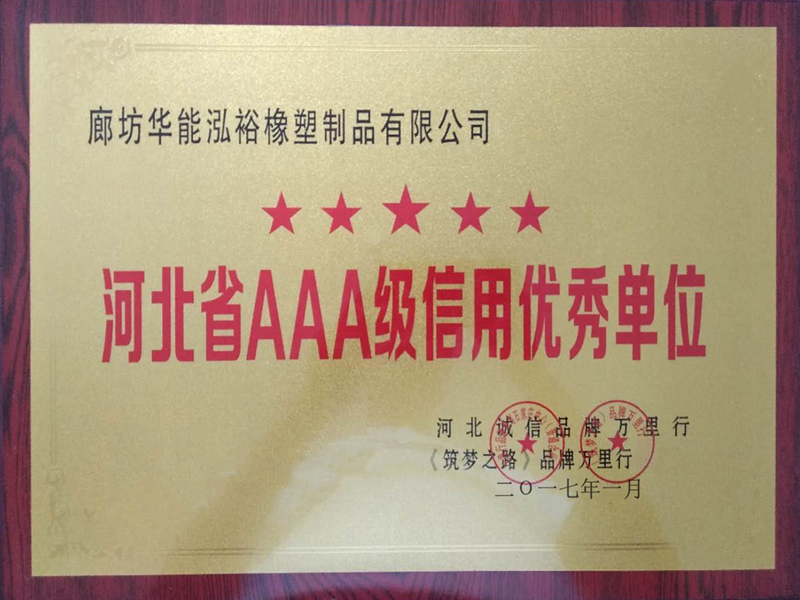 廊坊华能泓裕橡塑制品有限公司
河北省AAA级信用优秀单位
河北诚信品牌万里行
《筑梦之路》品牌万里行
二〇一七年一月